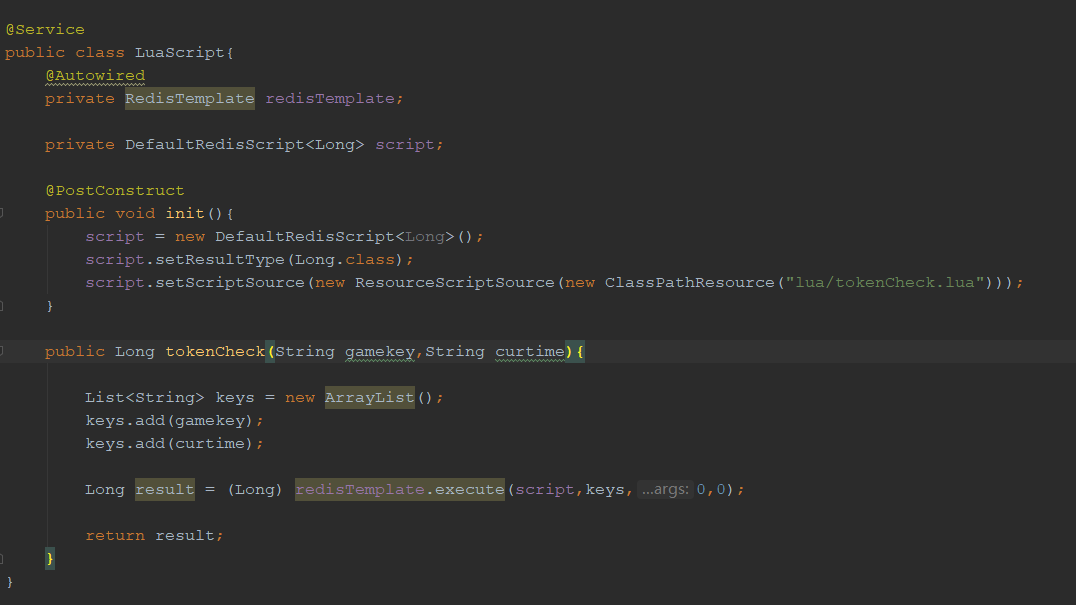 @Service
public class LuaScript{
@Autowired
private RedisTemplate redisTemplate;
private DefaultRedisScript<Long> script;
@PostConstruct
public void init(){
script = new DefaultRedisScript<Long>();
script.setResultType(Long.class);
script.setScriptSource(new ResourceScriptSource(new ClassPathResource("lua/tokenCheck.lua")));
}
public Long tokenCheck(String gamekey,String curtime){
List<String> keys = new ArrayList();
keys.add(gamekey);
keys.add(curtime);
Long result = (Long) redisTemplate.execute(script,keys, ...args: 0,0);
return result;
}
}